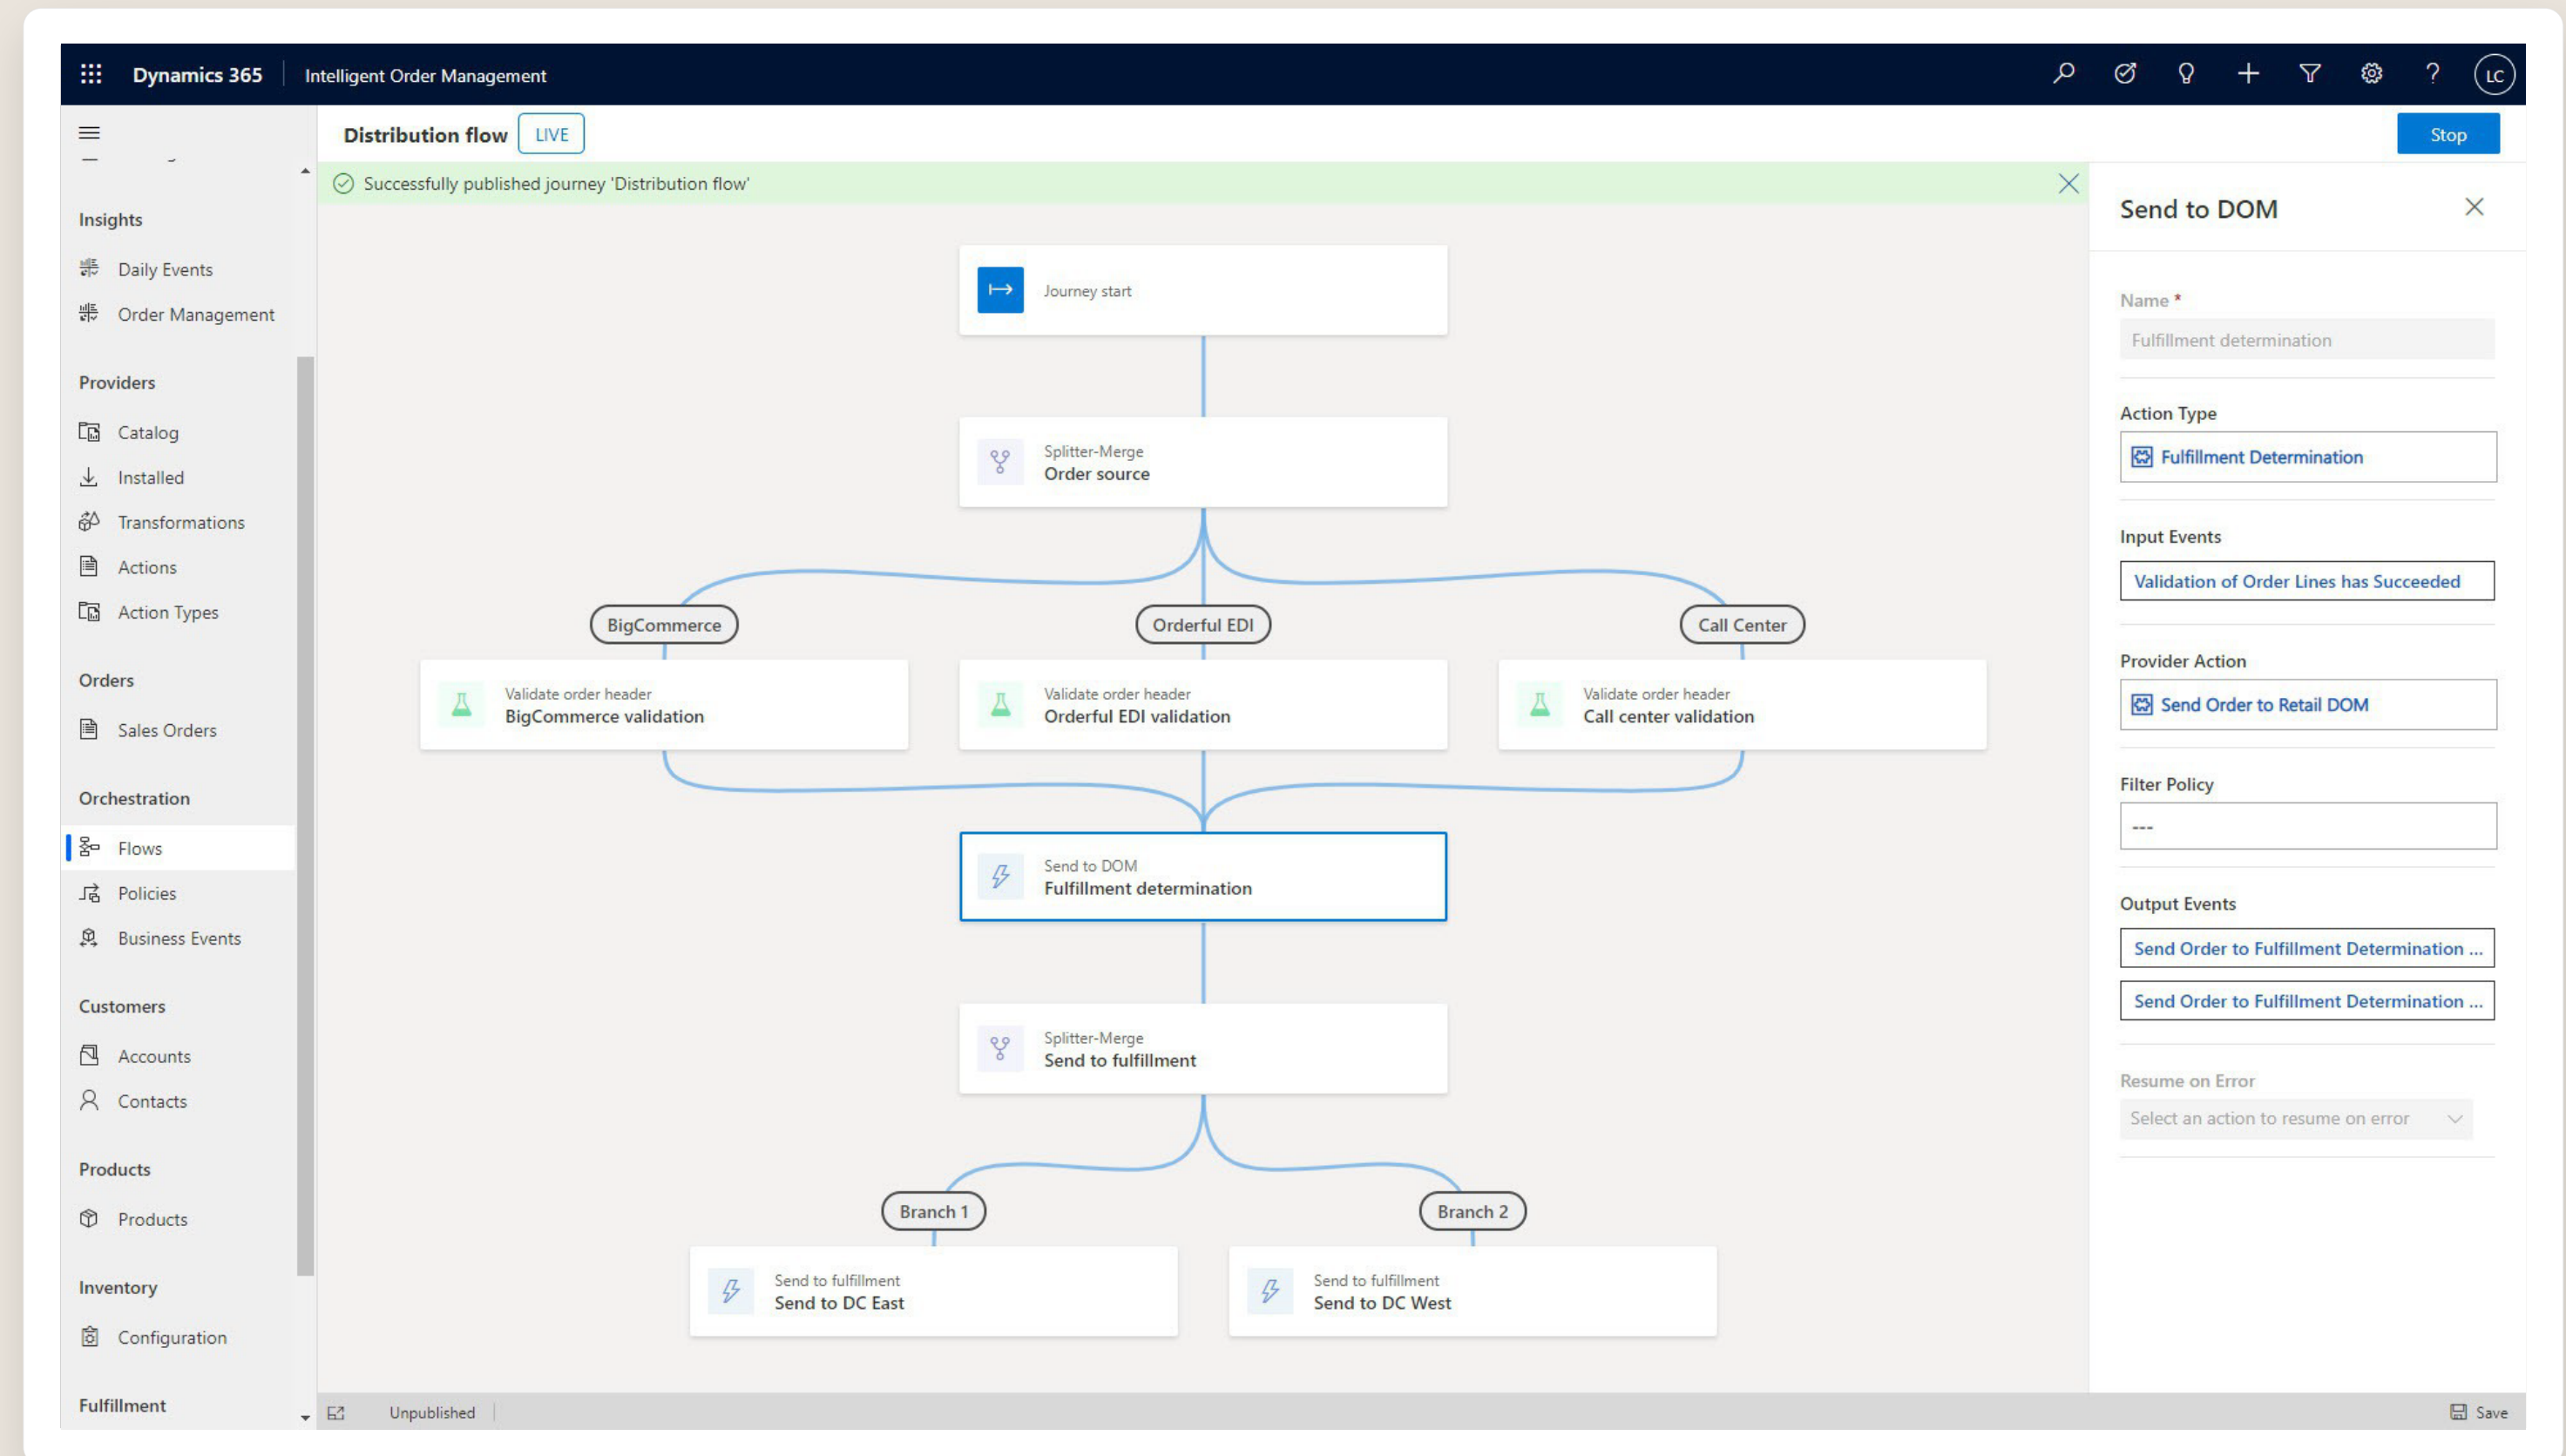 Dynamics 365
Intelligent Order Management
LC
Distribution flow
LIVE
Stop
Successfully published journey 'Distribution flow'
Insights
Daily Events
Order Management
Providers
Catalog
Installed
Transformations
Actions
Action Types
Orders
Sales Orders
Orchestration
Flows
Policies
Business Events
Customers
Accounts
Contacts
Products
Products
Inventory
Configuration
Fulfillment
Journey start
Splitter-Merge
Order source
BigCommerce
Orderful EDI
Call Center
Validate order header
BigCommerce validation
Validate order header
Orderful EDI validation
Validate order header
Call center validation
Send to DOM
Fulfillment determination
Splitter-Merge
Send to fulfillment
Branch 1
Branch 2
Send to fulfillment
Send to DC East
Send to fulfillment
Send to DC West
Unpublished
Save
Send to DOM
Name *
Fulfillment determination
Action Type
Fulfillment Determination
Input Events
Validation of Order Lines has Succeeded
Provider Action
Send Order to Retail DOM
Filter Policy
---
Output Events
Send Order to Fulfillment Determination ...
Send Order to Fulfillment Determination ...
Resume on Error
Select an action to resume on error